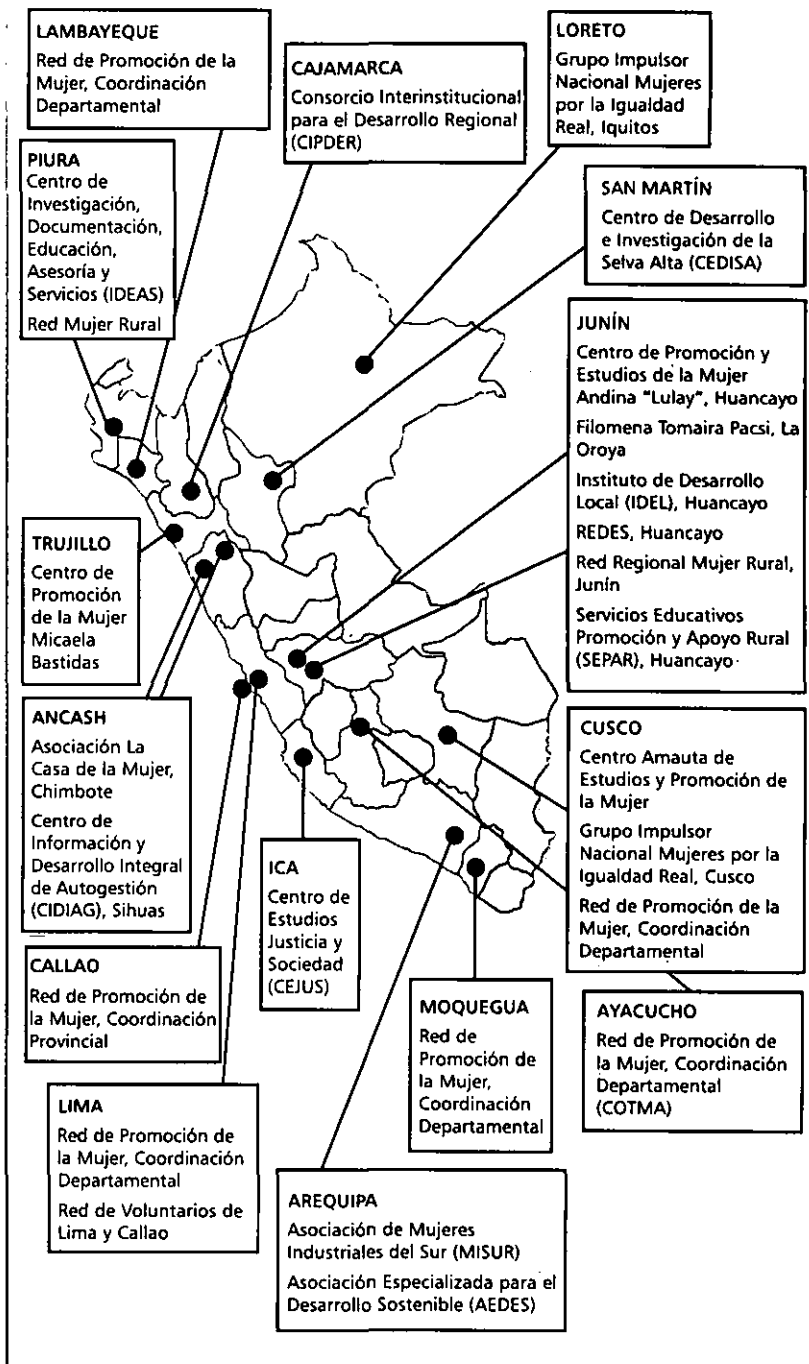 LAMBAYEQUE
Red de Promoción de la
Mujer, Coordinación
Departamental
CAJAMARCA
Consorcio Interinstitucional
para el Desarrollo Regional
(CIPDER)
LORETO
Grupo Impulsor
Nacional Mujeres
por la Igualdad
Real, Iquitos
PIURA
Centro de
Investigación,
Documentación,
Educación,
Asesoría y
Servicios (IDEAS)
Red Mujer Rural
SAN MARTÍN
Centro de Desarrollo
e Investigación de la
Selva Alta (CEDISA)
JUNÍN
Centro de Promoción y
Estudios de la Mujer
Andina "Lulay", Huancayo
Filomena Tomaira Pacsi, La
Oroya
Instituto de Desarrollo
Local (IDEL), Huancayo
REDES, Huancayo
Red Regional Mujer Rural,
Junín
Servicios Educativos
Promoción y Apoyo Rural
(SEPAR), Huancayo
TRUJILLO
Centro de
Promoción
de la Mujer
Micaela
Bastidas
ANCASH
Asociación La
Casa de la Mujer,
Chimbote
Centro de
Información y
Desarrollo Integral
de Autogestión
(CIDIAG), Sihuas
CUSCO
Centro Amauta de
Estudios y Promoción de
la Mujer
Grupo Impulsor
Nacional Mujeres por la
Igualdad Real, Cusco
Red de Promoción de la
Mujer, Coordinación
Departamental
ICA
Centro de
Estudios
Justicia y
Sociedad
(CEJUS)
CALLAO
Red de Promoción de
la Mujer, Coordinación
Provincial
MOQUEGUA
Red de
Promoción de
la Mujer,
Coordinación
Departamental
AYACUCHO
Red de Promoción de
la Mujer, Coordinación
Departamental
(COTMA)
LIMA
Red de Promoción de
la Mujer, Coordinación
Departamental
Red de Voluntarios de
Lima y Callao
AREQUIPA
Asociación de Mujeres
Industriales del Sur (MISUR)
Asociación Especializada para el
Desarrollo Sostenible (AEDES)